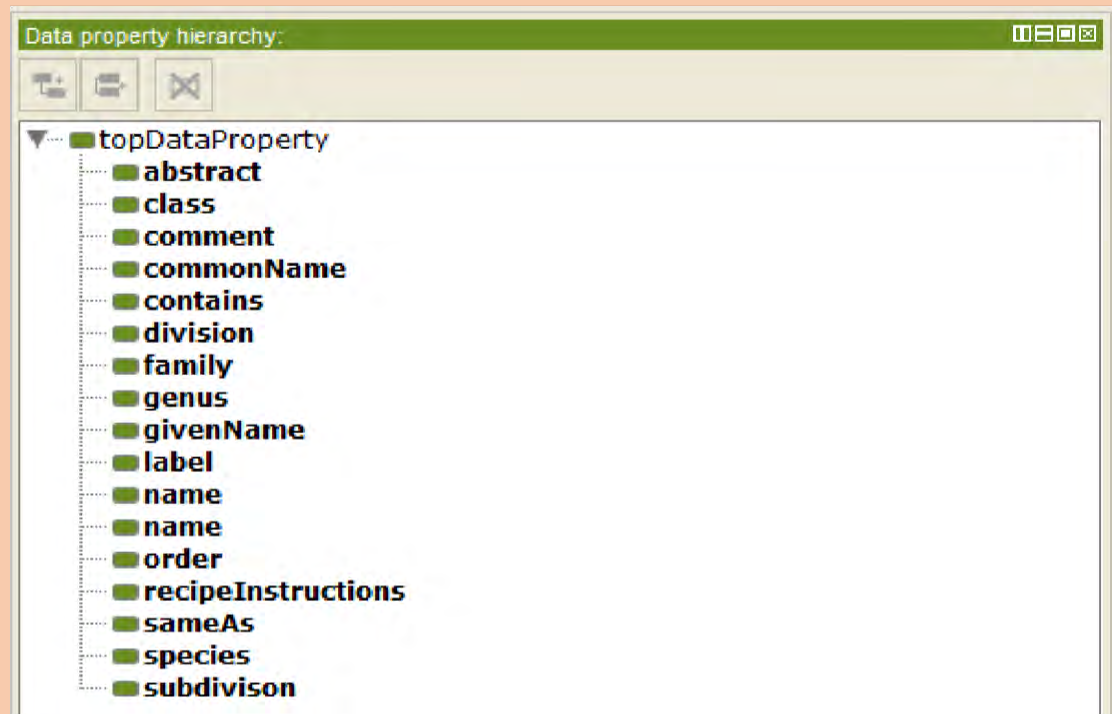 Data property hierarchy:
topDataProperty
abstract
class
comment
commonName
contains
division
family
genus
givenName
label
name
name
order
recipeInstructions
sameAs
species
subdivison